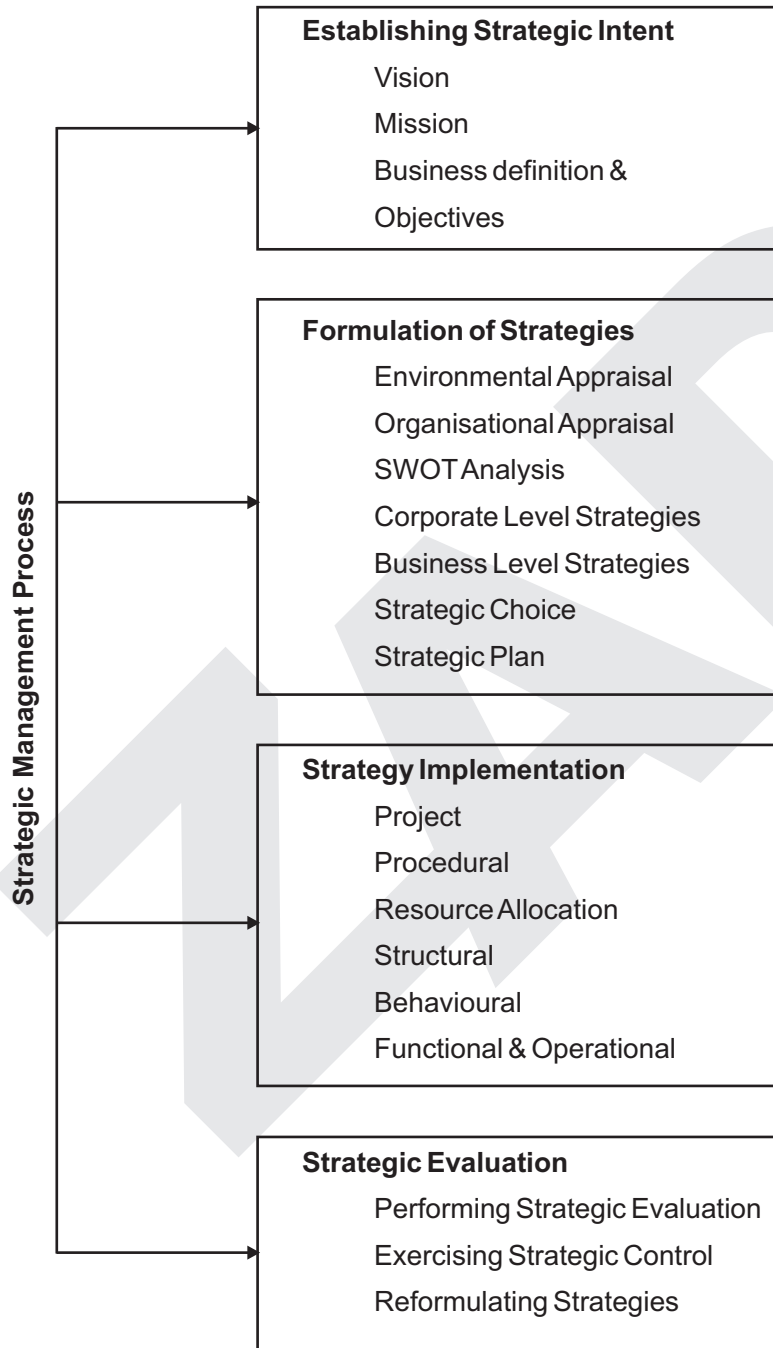 Establishing Strategic Intent
Vision
Mission
Business definition &
Objectives
Formulation of Strategies
Environmental Appraisal
Organisational Appraisal
SWOT Analysis
Corporate Level Strategies
Business Level Strategies
Strategic Choice
Strategic Plan
Strategic Management Process
Strategy Implementation
Project
Procedural
Resource Allocation
Structural
Behavioural
Functional & Operational
Strategic Evaluation
Performing Strategic Evaluation
Exercising Strategic Control
Reformulating Strategies